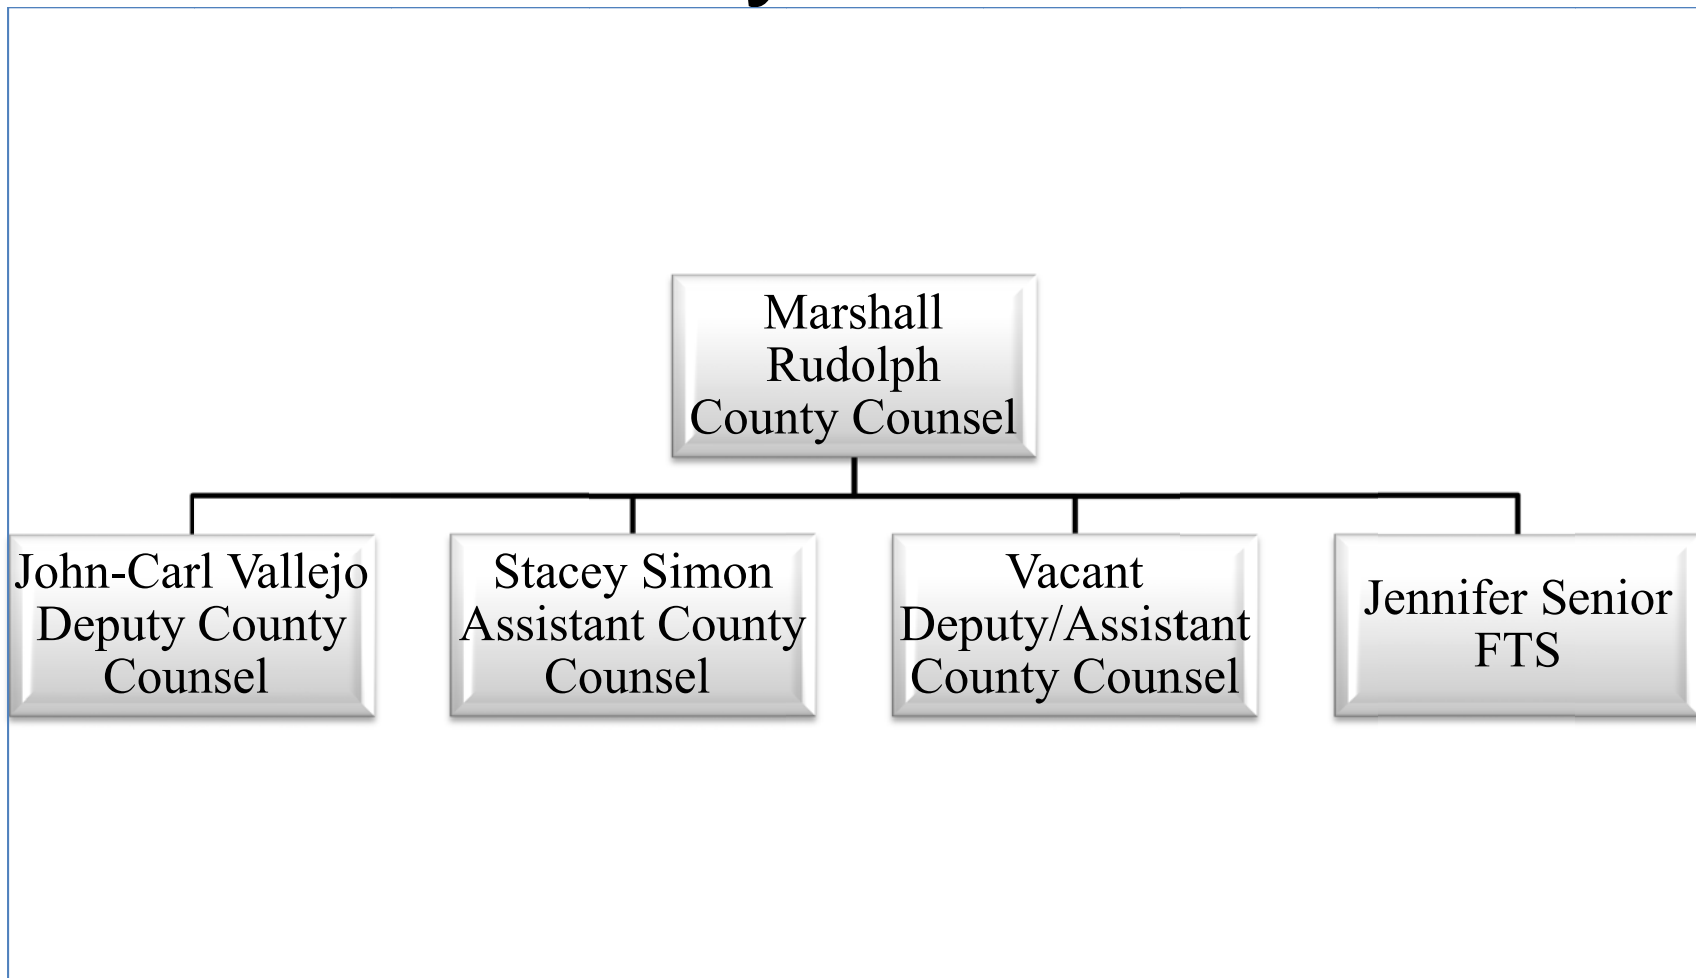 Marshall
Rudolph
County Counsel
John-Carl Vallejo
Deputy County
Counsel
Stacey Simon
Assistant County
Counsel
Vacant
Deputy/Assistant
County Counsel
Jennifer Senior
FTS